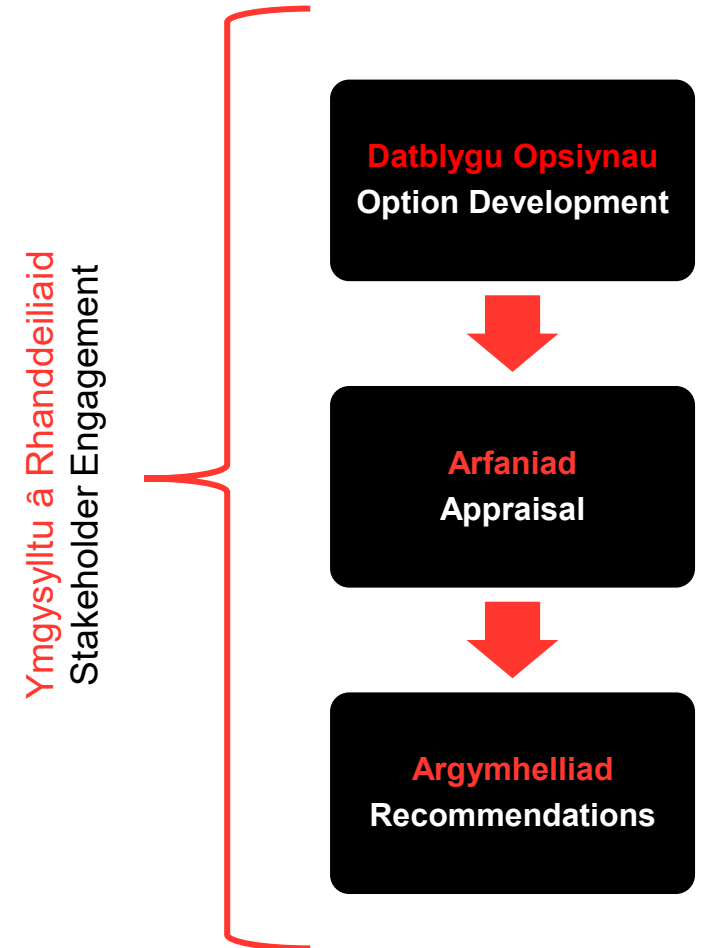 Ymgysylltu â Rhanddeiliaid
Stakeholder Engagement
Datblygu Opsiynau
Option Development
Arfaniad
Appraisal
Argymhelliad
Recommendations